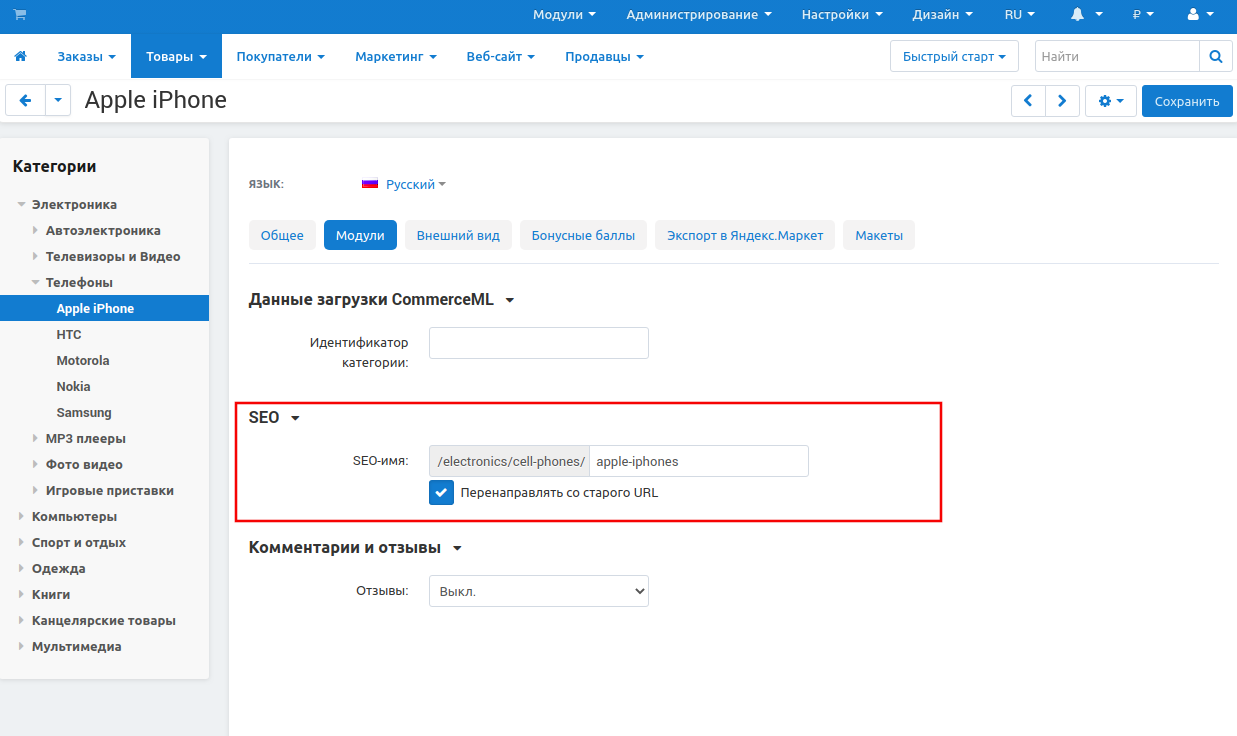 Модули Администрирование Настройки Дизайн RU ₽
Заказы Товары Покупатели Маркетинг Веб-сайт Продавцы Быстрый старт Найти
Apple iPhone Сохранить
Категории
Электроника
Автоэлектроника
Телевизоры и Видео
Телефоны
Apple iPhone
HTC
Motorola
Nokia
Samsung
MP3 плееры
Фото видео
Игровые приставки
Компьютеры
Спорт и отдых
Одежда
Книги
Канцелярские товары
Мультимедиа
ЯЗЫК: Русский
Общее Модули Внешний вид Бонусные баллы Экспорт в Яндекс.Маркет Макеты
Данные загрузки CommerceML
Идентификатор
категории:
SEO
SEO-имя: /electronics/cell-phones/ apple-iphones
Перенаправлять со старого URL
Комментарии и отзывы
Отзывы: Выкл.